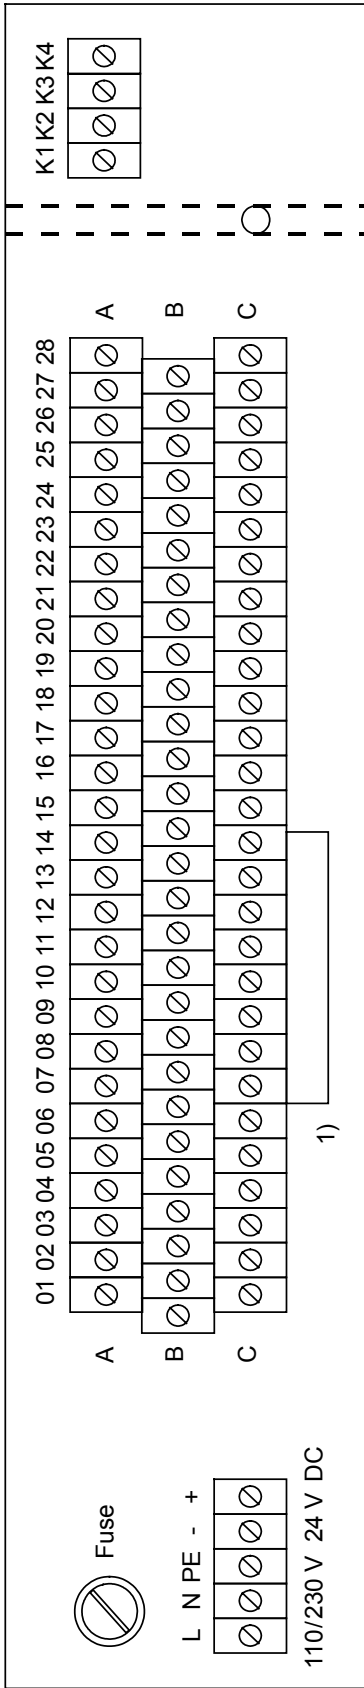 K1 K2 K3 K4
01 02 03 04 05 06 07 08 09 10 11 12 13 14 15 16 17 18 19 20 21 22 23 24 25 26 27 28
A A
B B
C C
1)
Fuse
L N PE - +
110/230 V 24 V DC